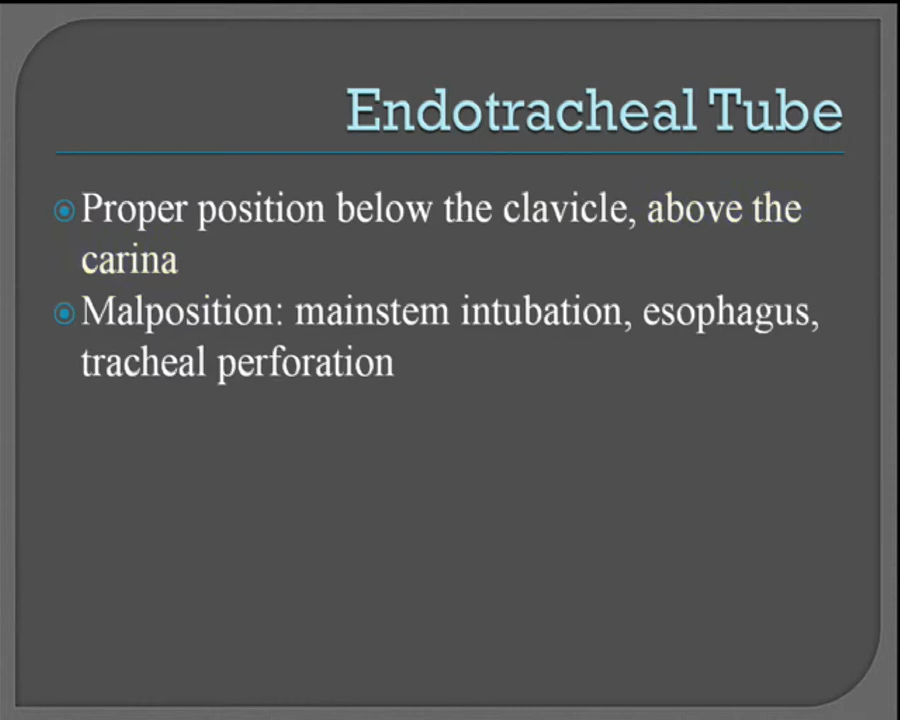 Endotracheal Tube
Proper position below the clavicle, above the
carina
Malposition: mainstem intubation, esophagus,
tracheal perforation